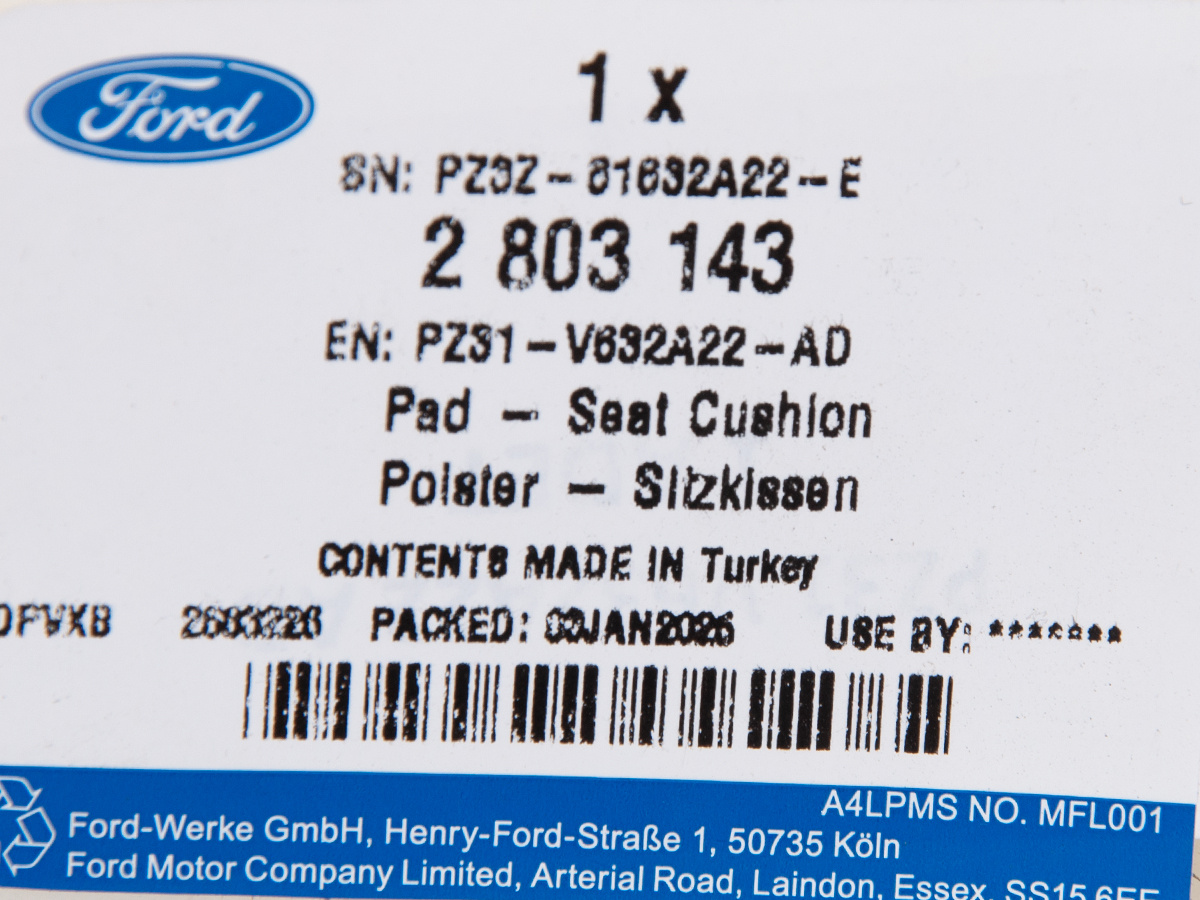 Ford
1 x
SN: PZ3Z - 61632A22 - E
2 803 143
EN: PZ31 - V632A22 - AD
Pad - Seat Cushion
Polster - Sitzkissen
CONTENTS MADE IN Turkey
PACKED: USE BY: *******
A4LPMS NO. MFL001
Ford-Werke GmbH, Henry-Ford-Straße 1, 50735 Köln
Ford Motor Company Limited, Arterial Road, Laindon, Essex, SS15 6EE